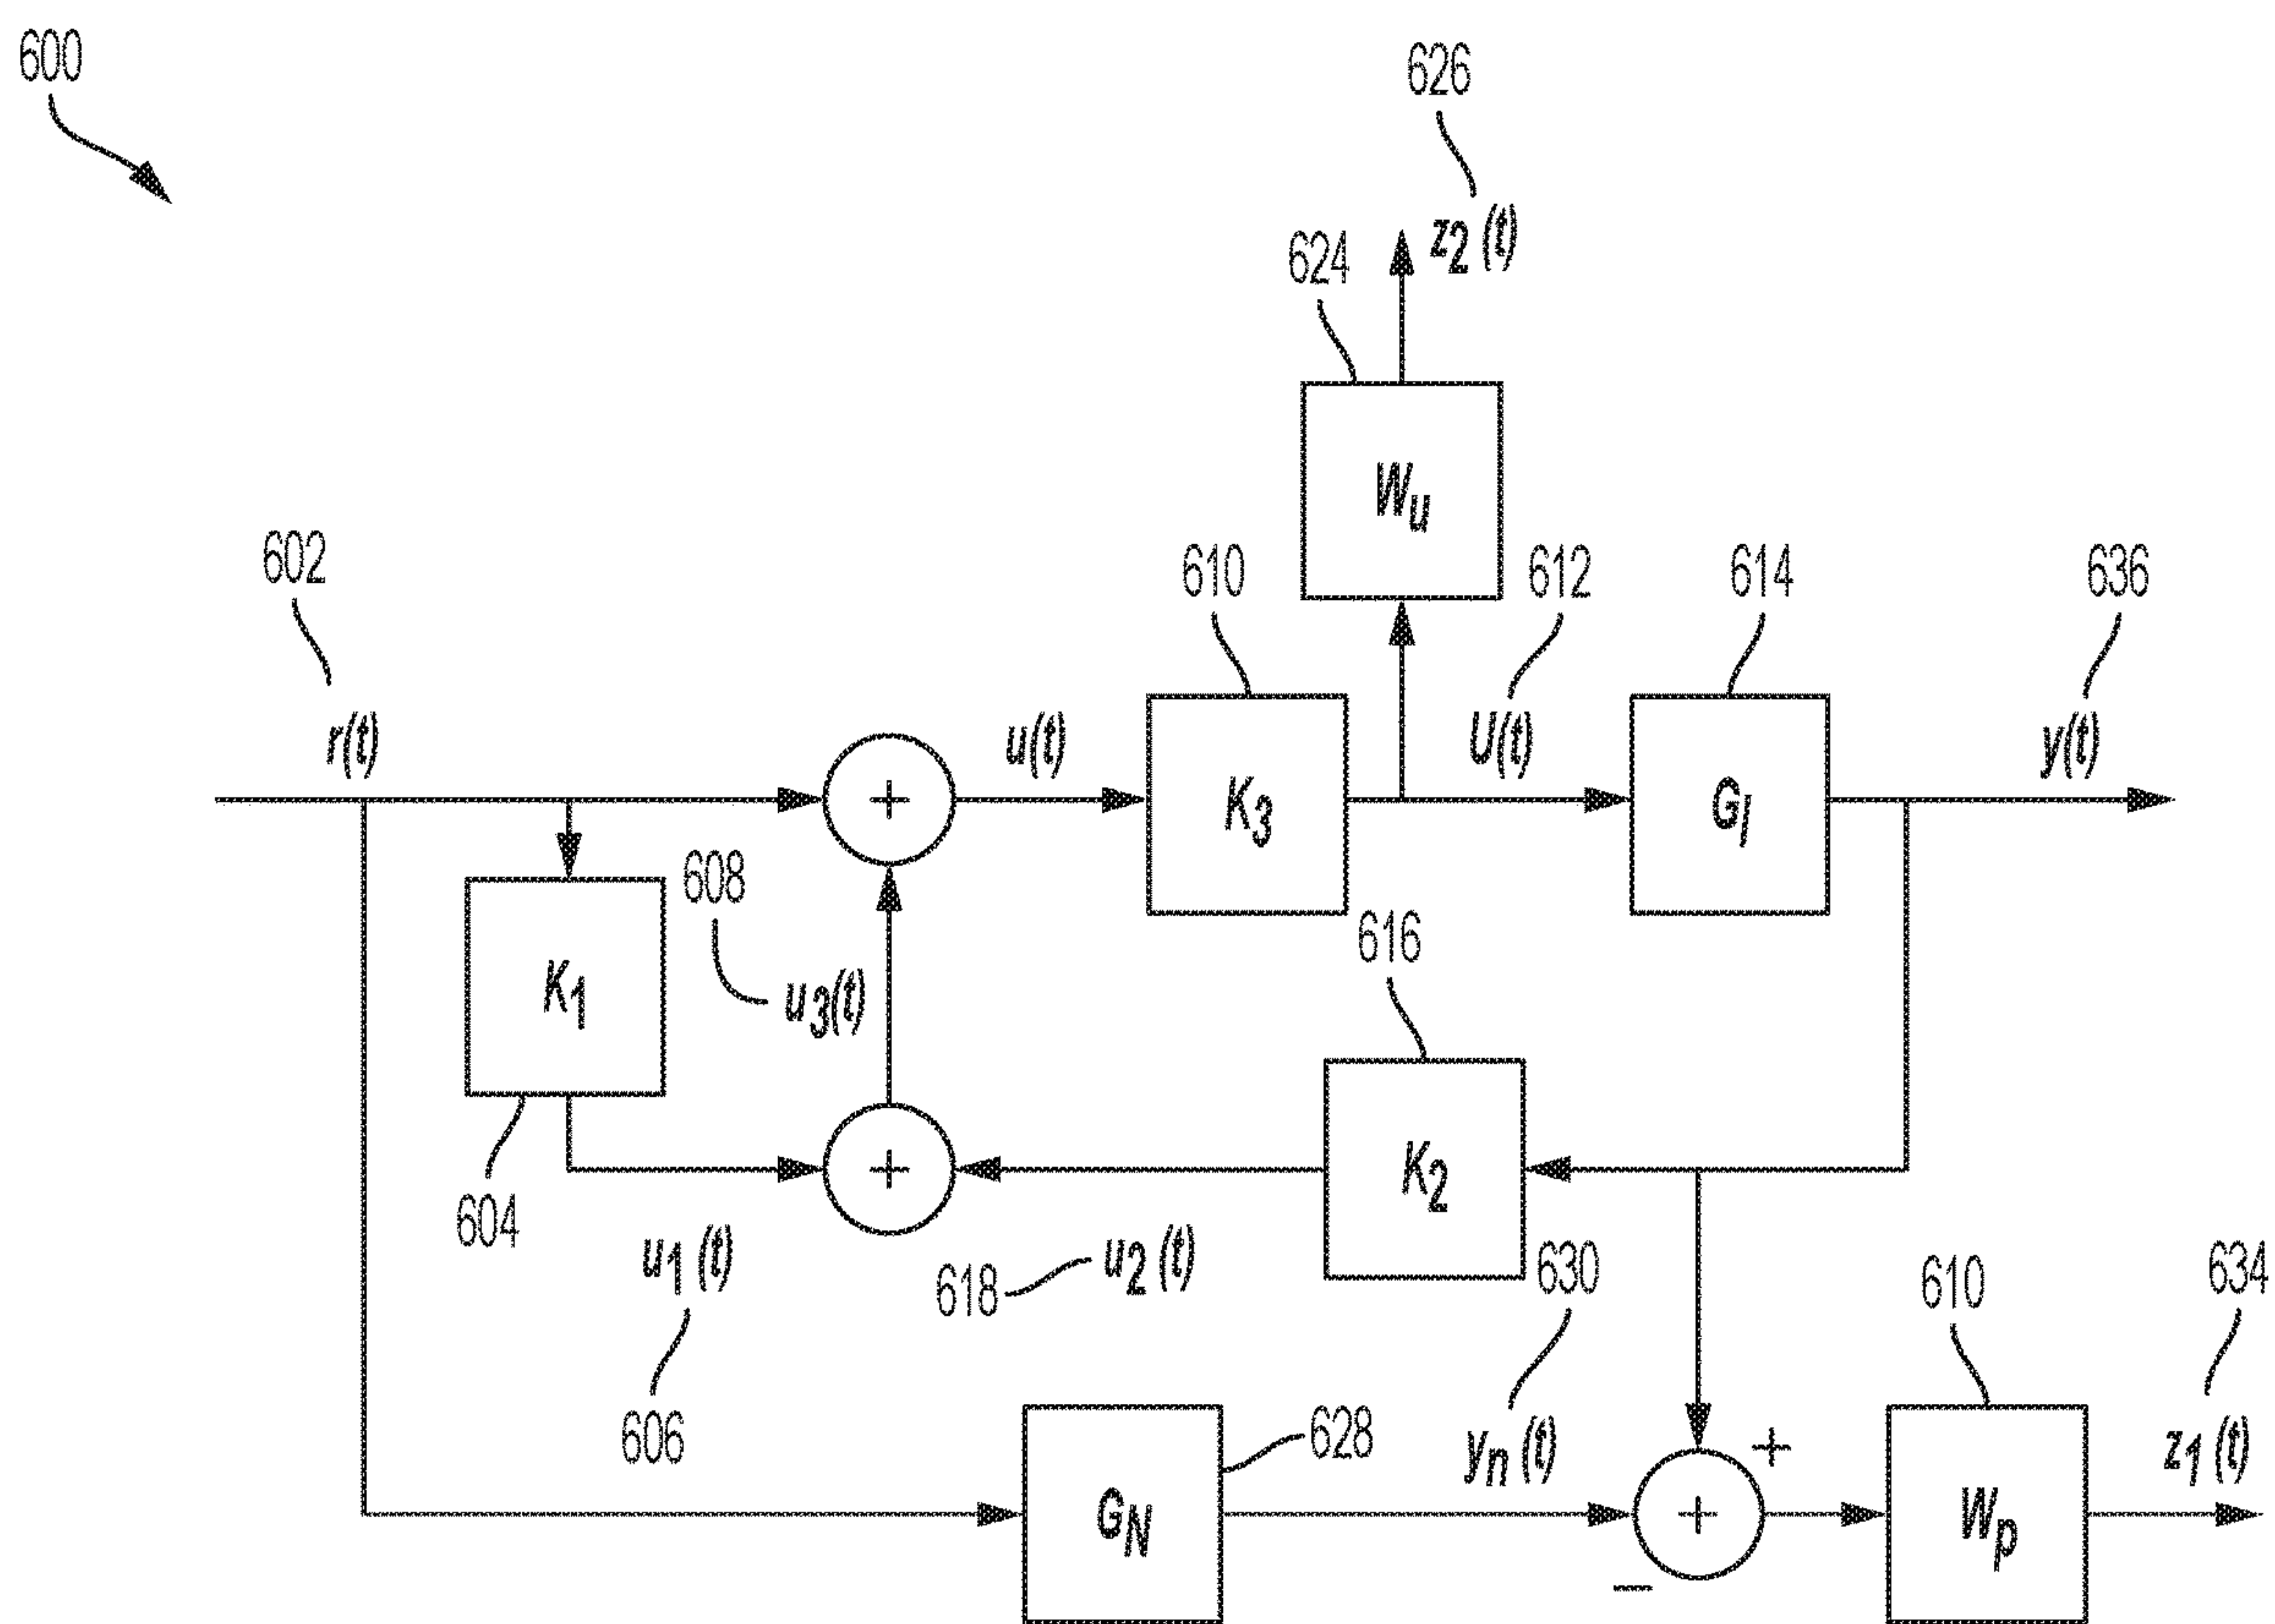 600
626
z2 (t)
624
Wu
602
610
612
614
636
r(t)
+
u(t)
K3
U(t)
GI
y(t)
608
K1
u3(t)
616
604
+
K2
u1 (t)
618
u2 (t)
630
610
634
606
GN
628
yn (t)
+
+
−
Wp
z1 (t)